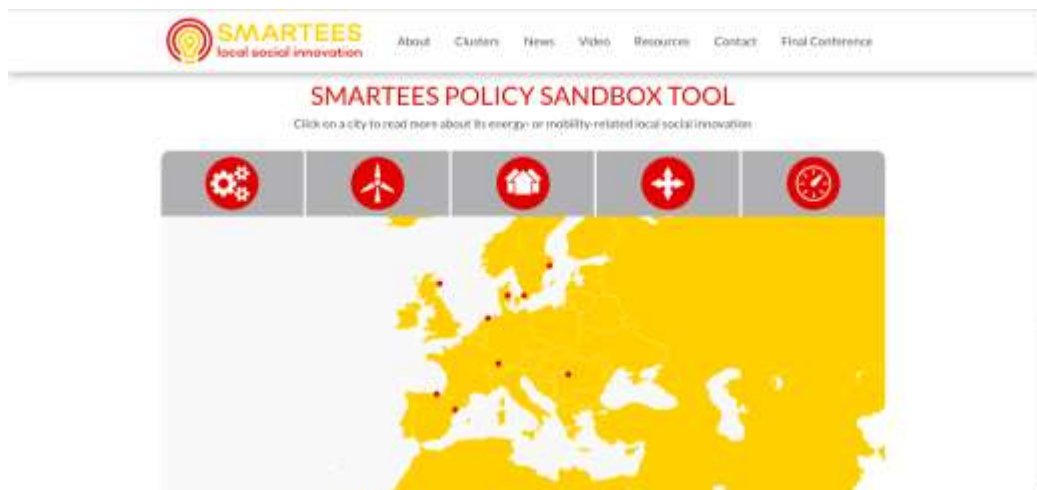 SMARTEES
local social innovation
About Clusters News Video Resources Contact Final Conference
SMARTEES POLICY SANDBOX TOOL
Click on a city to read more about its energy- or mobility-related local social innovation